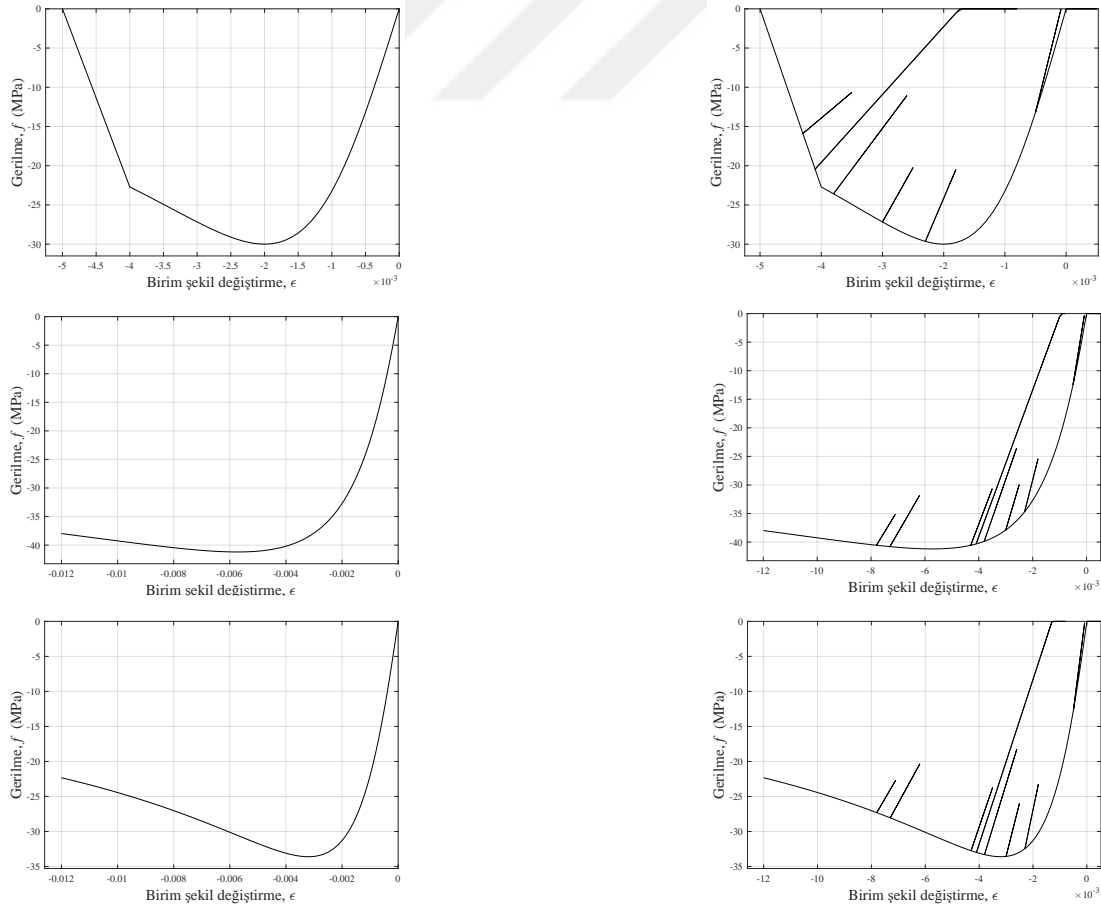 0
-5
-10
-15
-20
-25
-30
-5 -4.5 -4 -3.5 -3 -2.5 -2 -1.5 -1 -0.5 0
Gerilme, f (MPa)
Birim şekil değiştirme, ϵ
×10⁻³
0
-5
-10
-15
-20
-25
-30
-5 -4 -3 -2 -1 0
Gerilme, f (MPa)
Birim şekil değiştirme, ϵ
×10⁻³
0
-5
-10
-15
-20
-25
-30
-35
-40
-0.012 -0.01 -0.008 -0.006 -0.004 -0.002 0
Gerilme, f (MPa)
Birim şekil değiştirme, ϵ
0
-5
-10
-15
-20
-25
-30
-35
-40
-12 -10 -8 -6 -4 -2 0
Gerilme, f (MPa)
Birim şekil değiştirme, ϵ
×10⁻³
0
-5
-10
-15
-20
-25
-30
-35
-0.012 -0.01 -0.008 -0.006 -0.004 -0.002 0
Gerilme, f (MPa)
Birim şekil değiştirme, ϵ
0
-5
-10
-15
-20
-25
-30
-35
-12 -10 -8 -6 -4 -2 0
Gerilme, f (MPa)
Birim şekil değiştirme, ϵ
×10⁻³